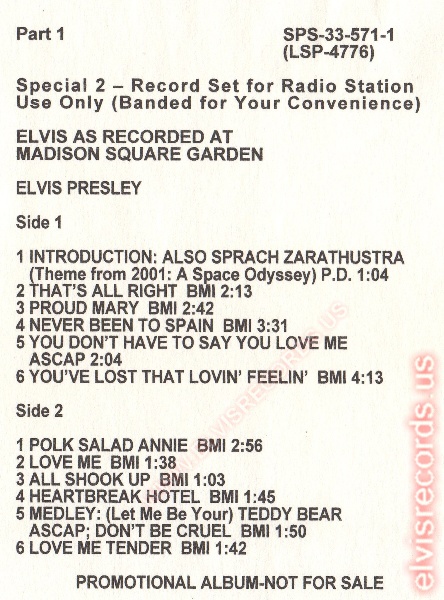 Part 1 SPS-33-571-1
(LSP-4776)
Special 2 – Record Set for Radio Station
Use Only (Banded for Your Convenience)
ELVIS AS RECORDED AT
MADISON SQUARE GARDEN
ELVIS PRESLEY
Side 1
1 INTRODUCTION: ALSO SPRACH ZARATHUSTRA
(Theme from 2001: A Space Odyssey) P.D. 1:04
2 THAT'S ALL RIGHT BMI 2:13
3 PROUD MARY BMI 2:42
4 NEVER BEEN TO SPAIN BMI 3:31
5 YOU DON'T HAVE TO SAY YOU LOVE ME
ASCAP 2:04
6 YOU'VE LOST THAT LOVIN' FEELIN' BMI 4:13
Side 2
1 POLK SALAD ANNIE BMI 2:56
2 LOVE ME BMI 1:38
3 ALL SHOOK UP BMI 1:03
4 HEARTBREAK HOTEL BMI 1:45
5 MEDLEY: (Let Me Be Your) TEDDY BEAR
ASCAP; DON'T BE CRUEL BMI 1:50
6 LOVE ME TENDER BMI 1:42
PROMOTIONAL ALBUM-NOT FOR SALE
elvisrecords.us